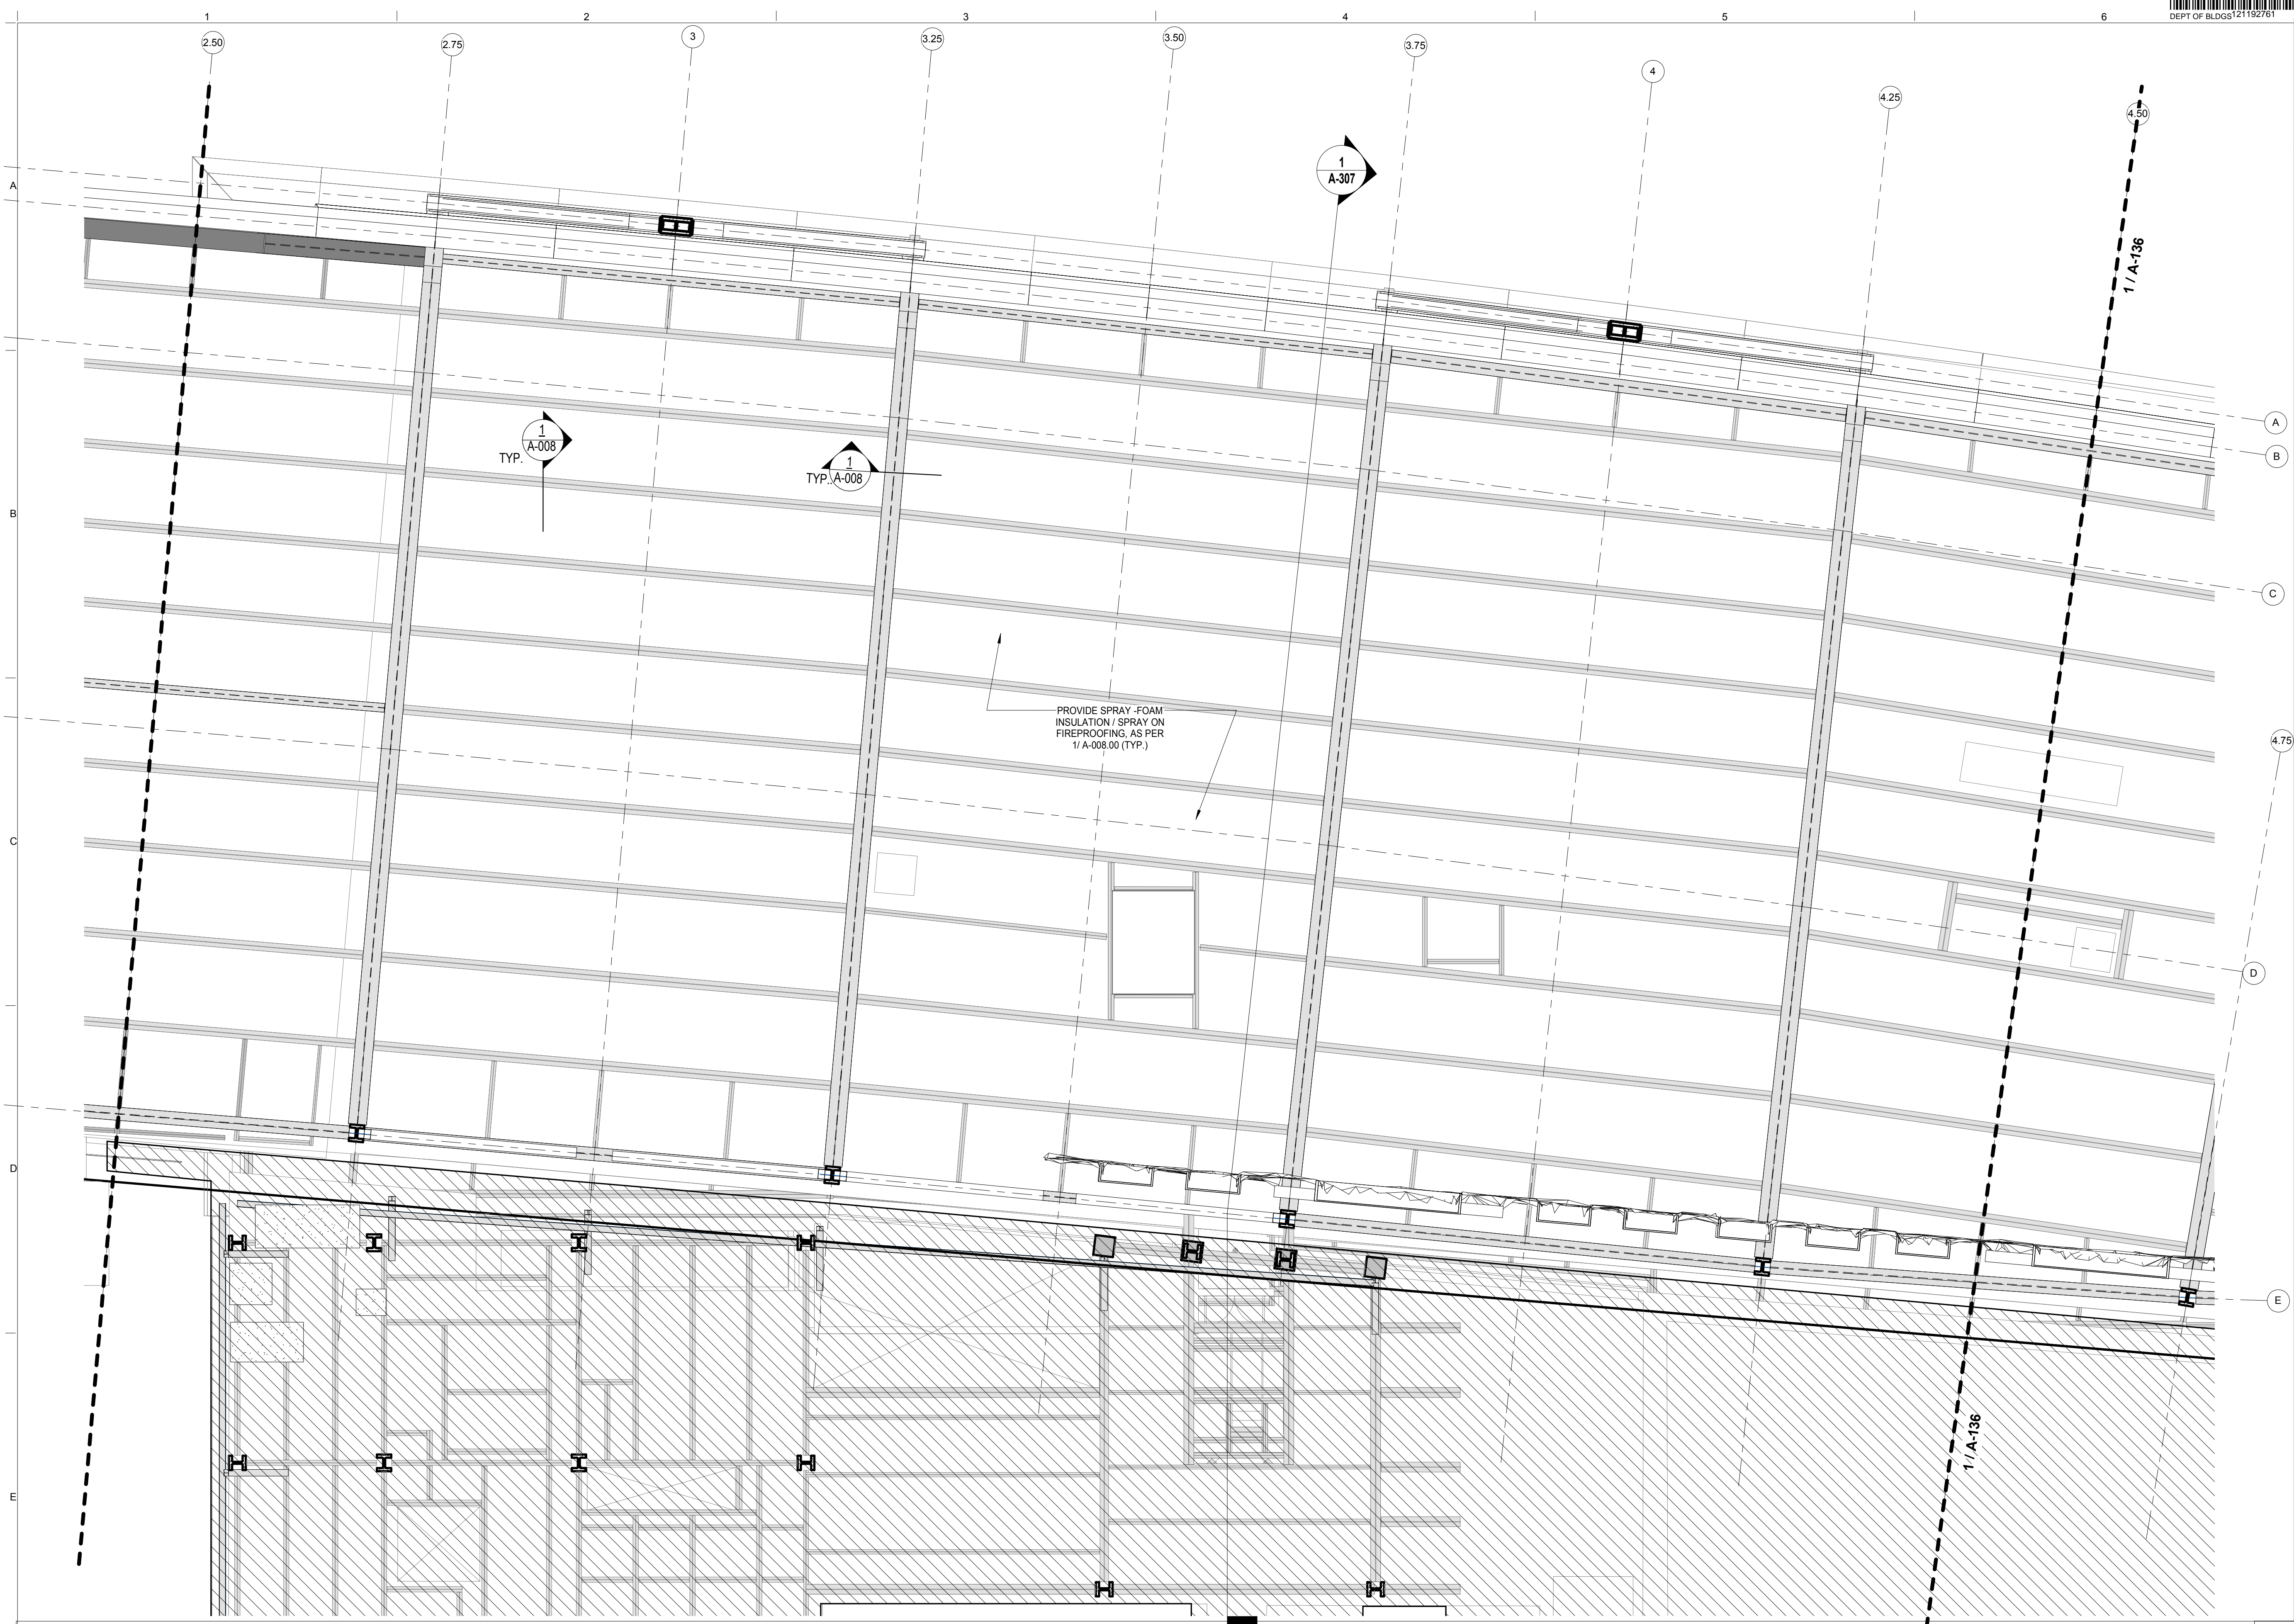 1
2
3
4
5
6
DEPT OF BLDGS121192761
2.50
2.75
3
3.25
3.50
3.75
4
4.25
4.50
A
1
A-307
1 / A-136
A
B
1
A-008
TYP.
1
A-008
TYP.
B
C
PROVIDE SPRAY -FOAM
INSULATION / SPRAY ON
FIREPROOFING, AS PER
1/ A-008.00 (TYP.)
4.75
C
D
D
E
1 / A-136
E